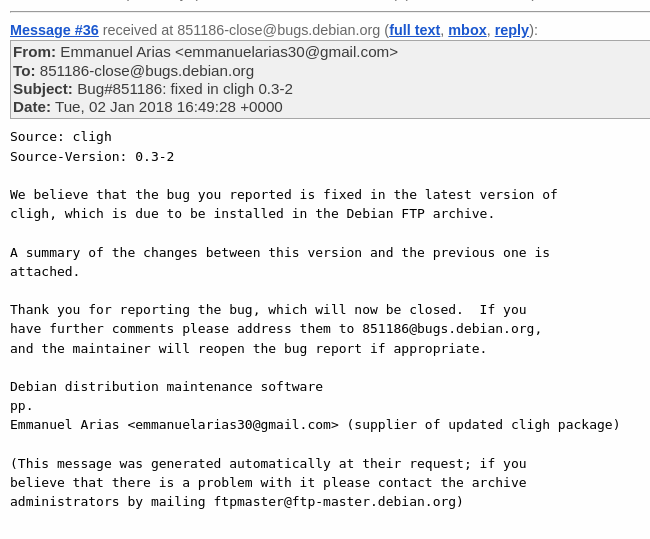 Message #36 received at 851186-close@bugs.debian.org (full text, mbox, reply):
From: Emmanuel Arias <emmanuelarias30@gmail.com>
To: 851186-close@bugs.debian.org
Subject: Bug#851186: fixed in cligh 0.3-2
Date: Tue, 02 Jan 2018 16:49:28 +0000
Source: cligh
Source-Version: 0.3-2
We believe that the bug you reported is fixed in the latest version of
cligh, which is due to be installed in the Debian FTP archive.
A summary of the changes between this version and the previous one is
attached.
Thank you for reporting the bug, which will now be closed.  If you
have further comments please address them to 851186@bugs.debian.org,
and the maintainer will reopen the bug report if appropriate.
Debian distribution maintenance software
pp.
Emmanuel Arias <emmanuelarias30@gmail.com> (supplier of updated cligh package)
(This message was generated automatically at their request; if you
believe that there is a problem with it please contact the archive
administrators by mailing ftpmaster@ftp-master.debian.org)